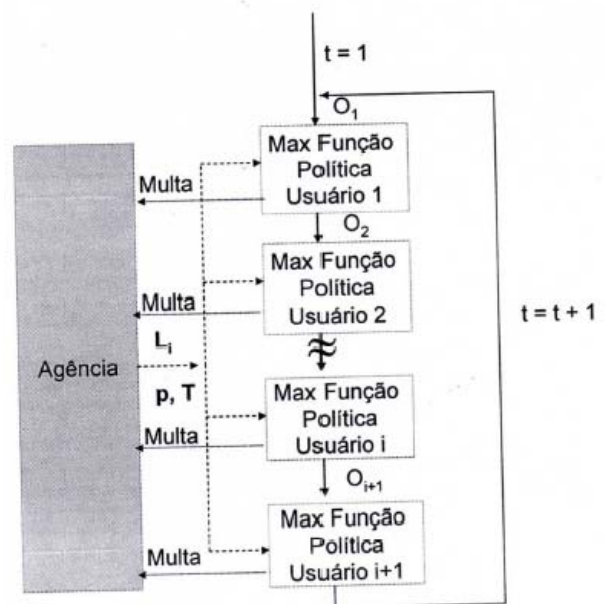 t = 1
O1
Max Função
Política
Usuário 1
Multa
O2
Max Função
Política
Usuário 2
Multa
t = t + 1
Li
Agência
p, T
Max Função
Política
Usuário i
Multa
Oi+1
Max Função
Política
Usuário i+1
Multa